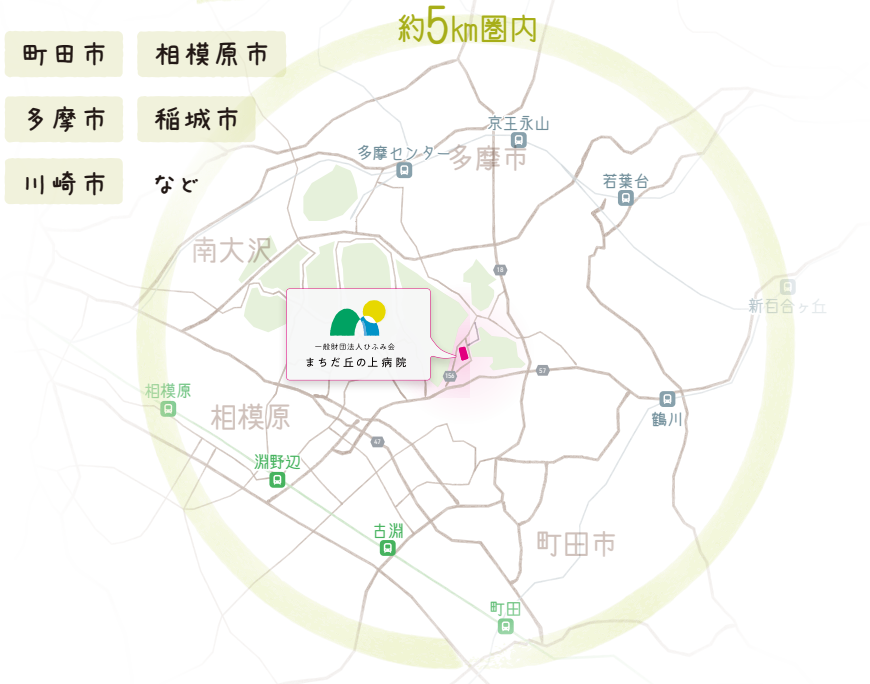 約5km圏内
町田市
相模原市
多摩市
稲城市
川崎市
など
京王永山
多摩センター
多摩市
若葉台
南大沢
18
新百合ヶ丘
一般財団法人ひふみ会
まちだ丘の上病院
156
57
相模原
相模原
鶴川
47
淵野辺
古淵
町田市
町田